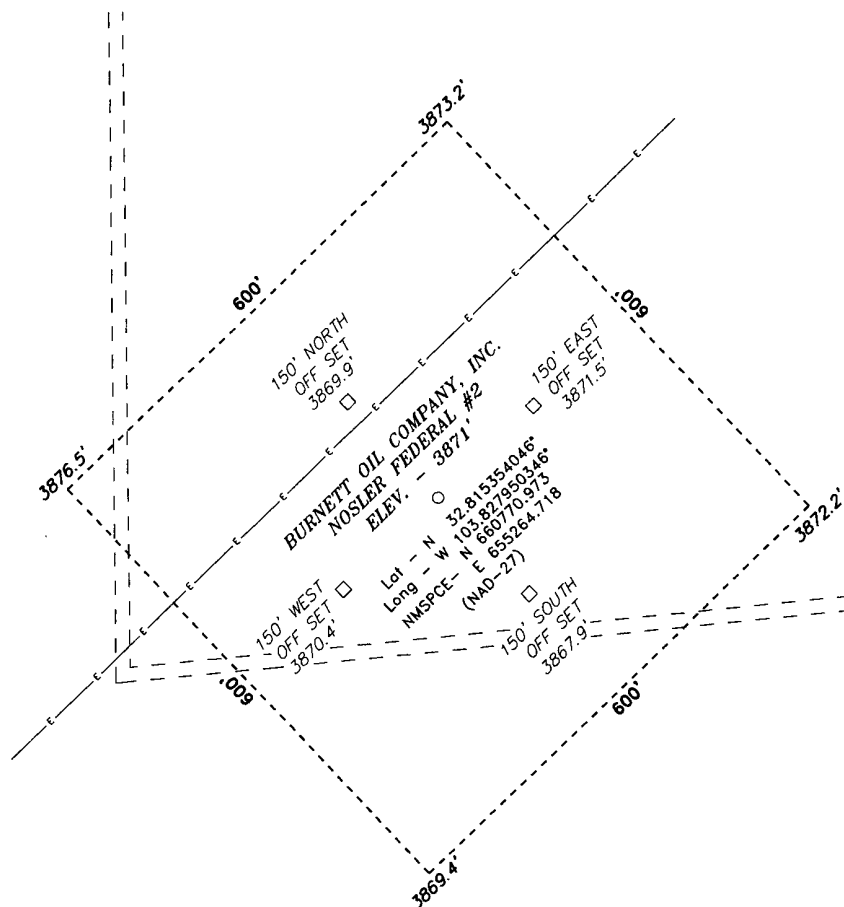 3873.2'
600'
600'
150' NORTH
OFF SET
3869.9'
150' EAST
OFF SET
3871.5'
BURNETT OIL COMPANY, INC.
NOSLER FEDERAL #2
ELEV. - 3871'
3876.5'
3872.2'
Lat - N 32.815354046°
Long - W 103.827950346°
NMSPCE- N 660770.973
E 655264.718
(NAD-27)
150' WEST
OFF SET
3870.4'
150' SOUTH
OFF SET
3867.9'
600'
600'
3869.4'
E
E
E
E
E
E
E
E
E
E
E
E
E